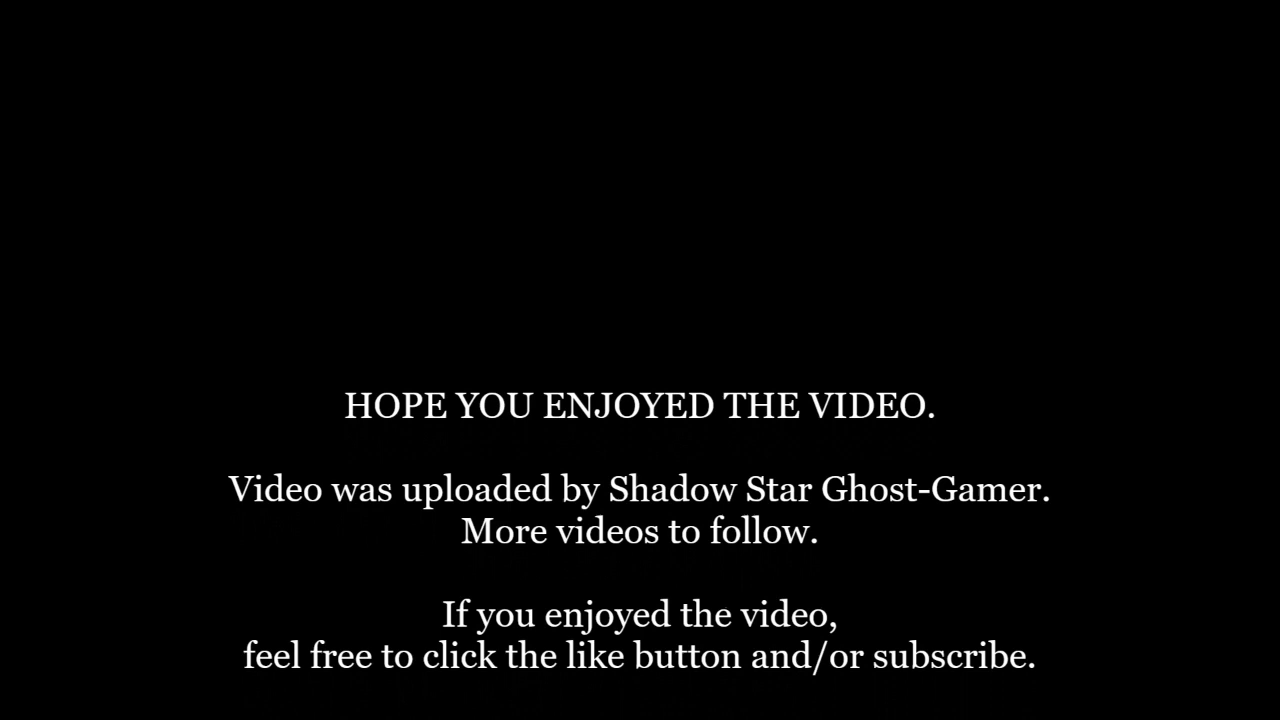 HOPE YOU ENJOYED THE VIDEO.
Video was uploaded by Shadow Star Ghost-Gamer.
More videos to follow.
If you enjoyed the video,
feel free to click the like button and/or subscribe.